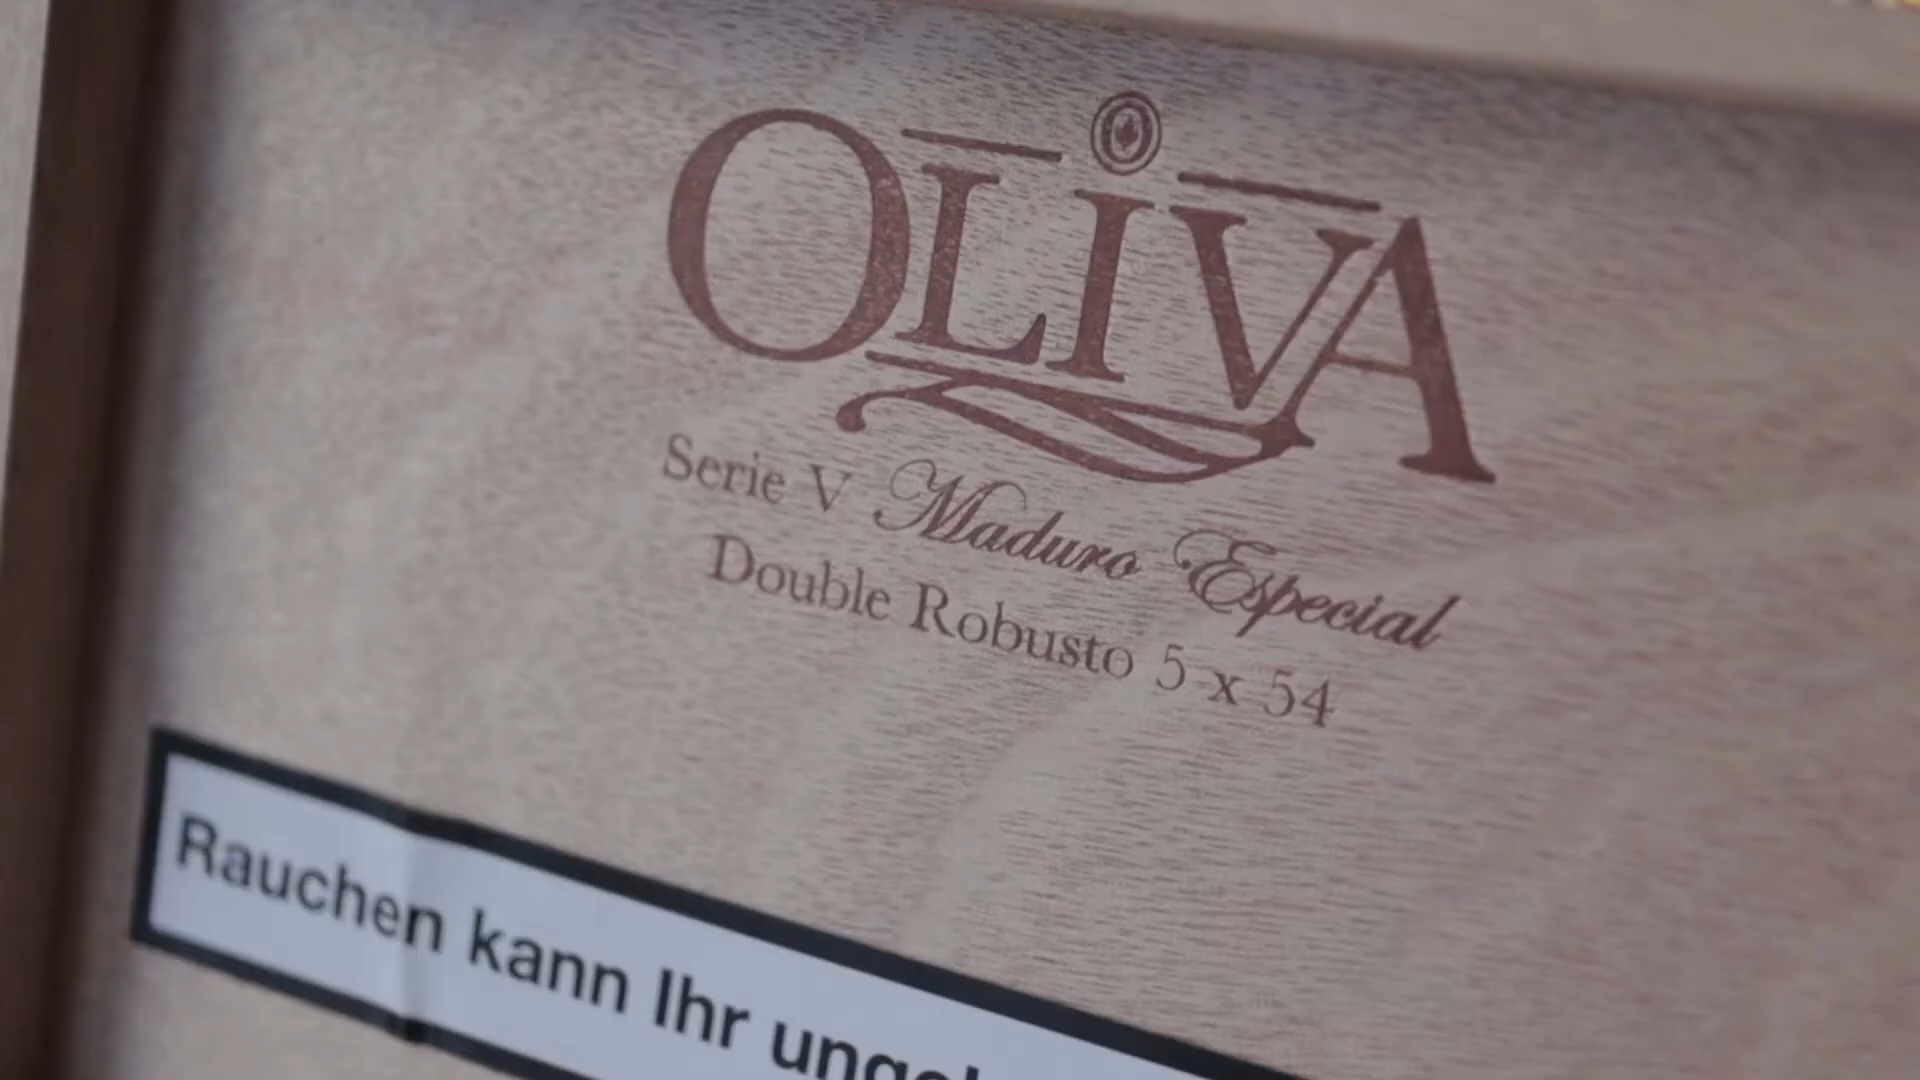 OLIVA
Serie V Maduro Especial
Double Robusto 5 x 54
Rauchen kann Ihr